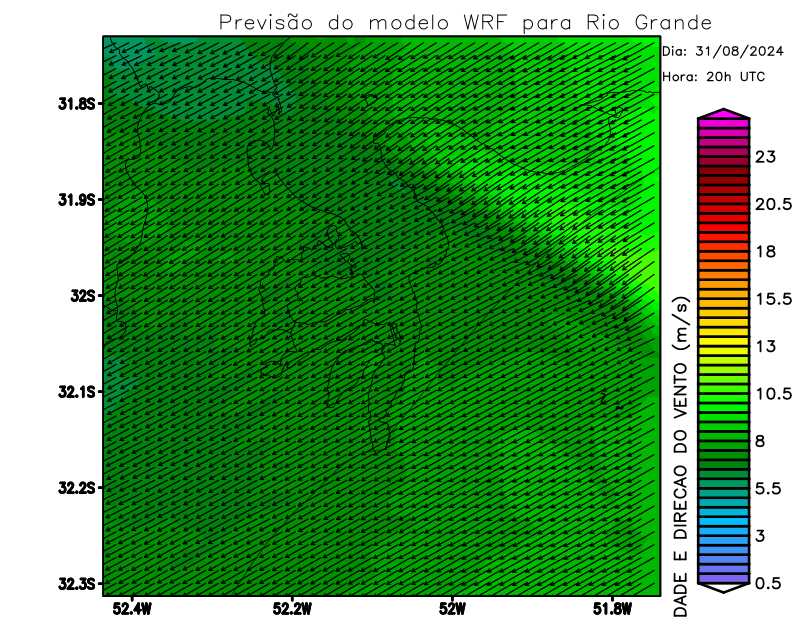 Previsão do modelo WRF para Rio Grande
Dia: 31/08/2024
Hora: 20h UTC
31.8S
31.9S
32S
32.1S
32.2S
32.3S
52.4W
52.2W
52W
51.8W
DADE E DIRECAO DO VENTO (m/s)
23
20.5
18
15.5
13
10.5
8
5.5
3
0.5